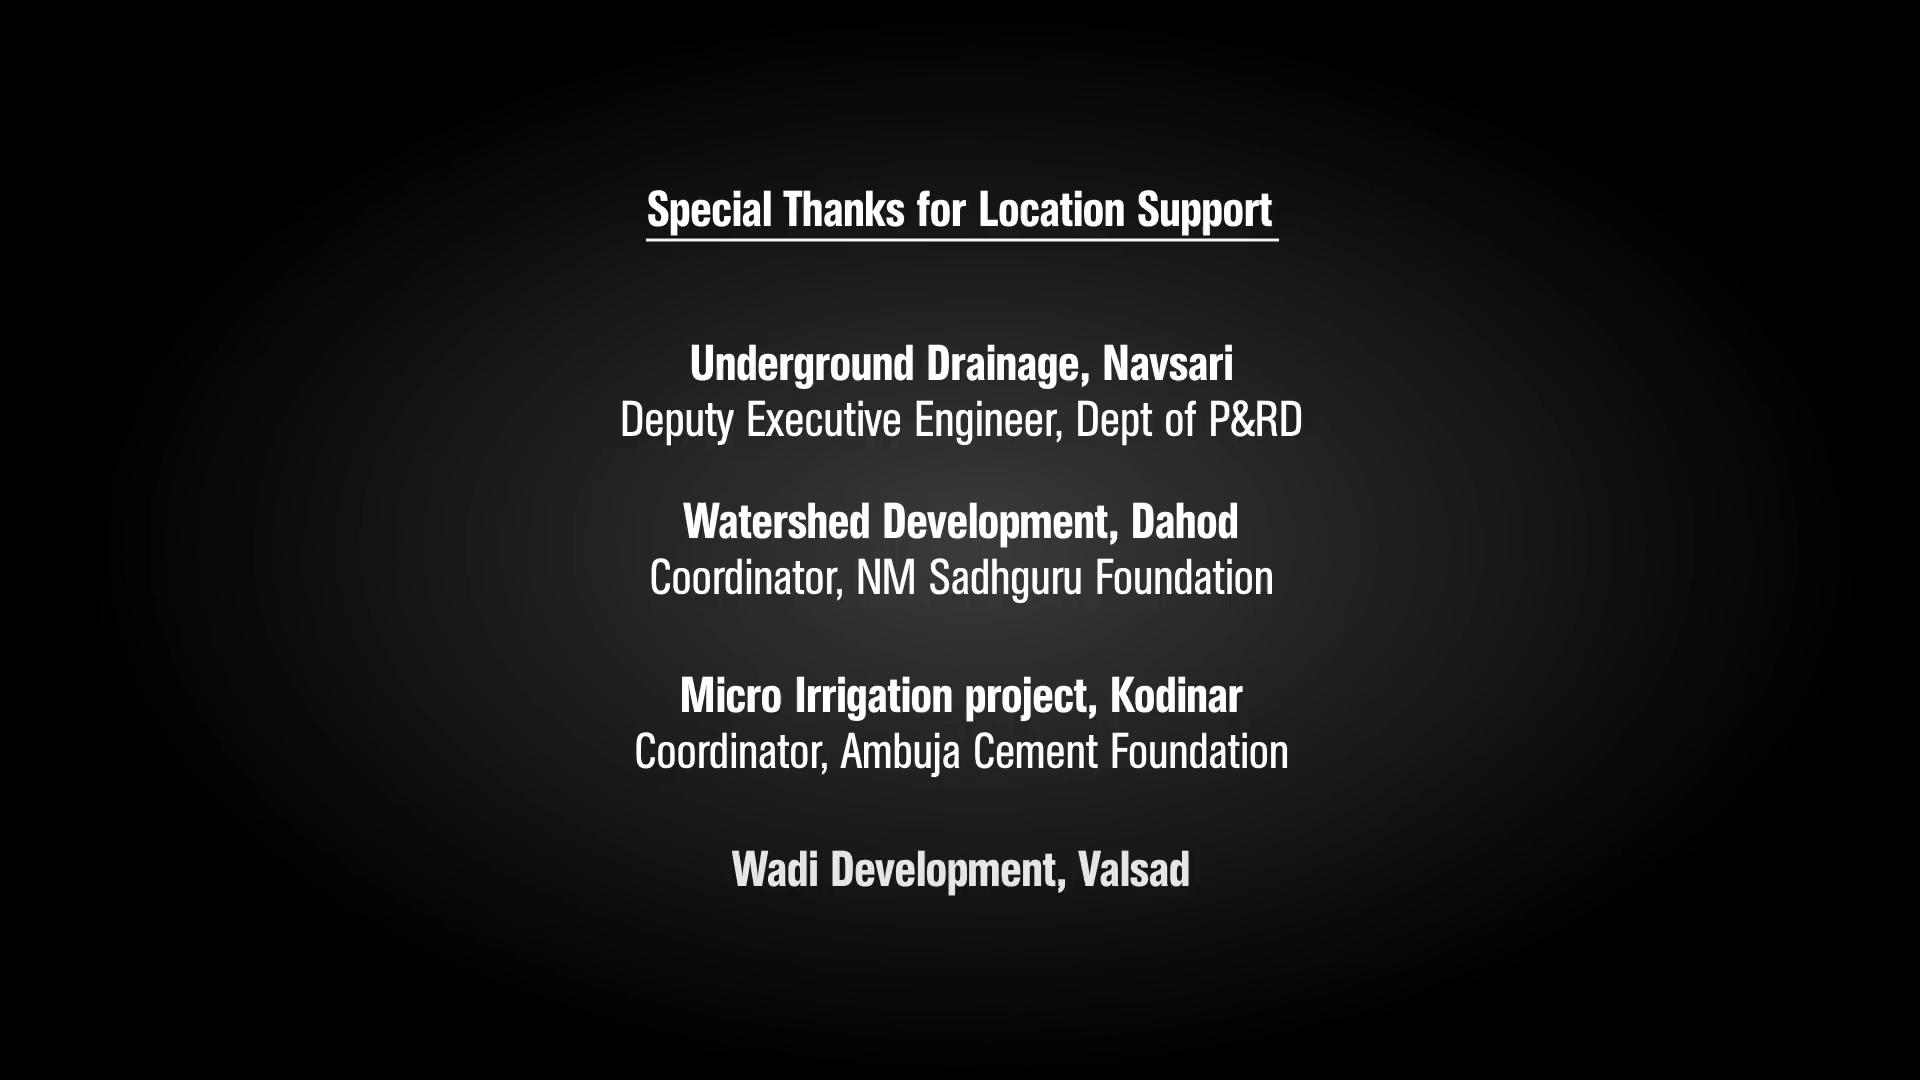 Special Thanks for Location Support
Underground Drainage, Navsari
Deputy Executive Engineer, Dept of P&RD
Watershed Development, Dahod
Coordinator, NM Sadhguru Foundation
Micro Irrigation project, Kodinar
Coordinator, Ambuja Cement Foundation
Wadi Development, Valsad